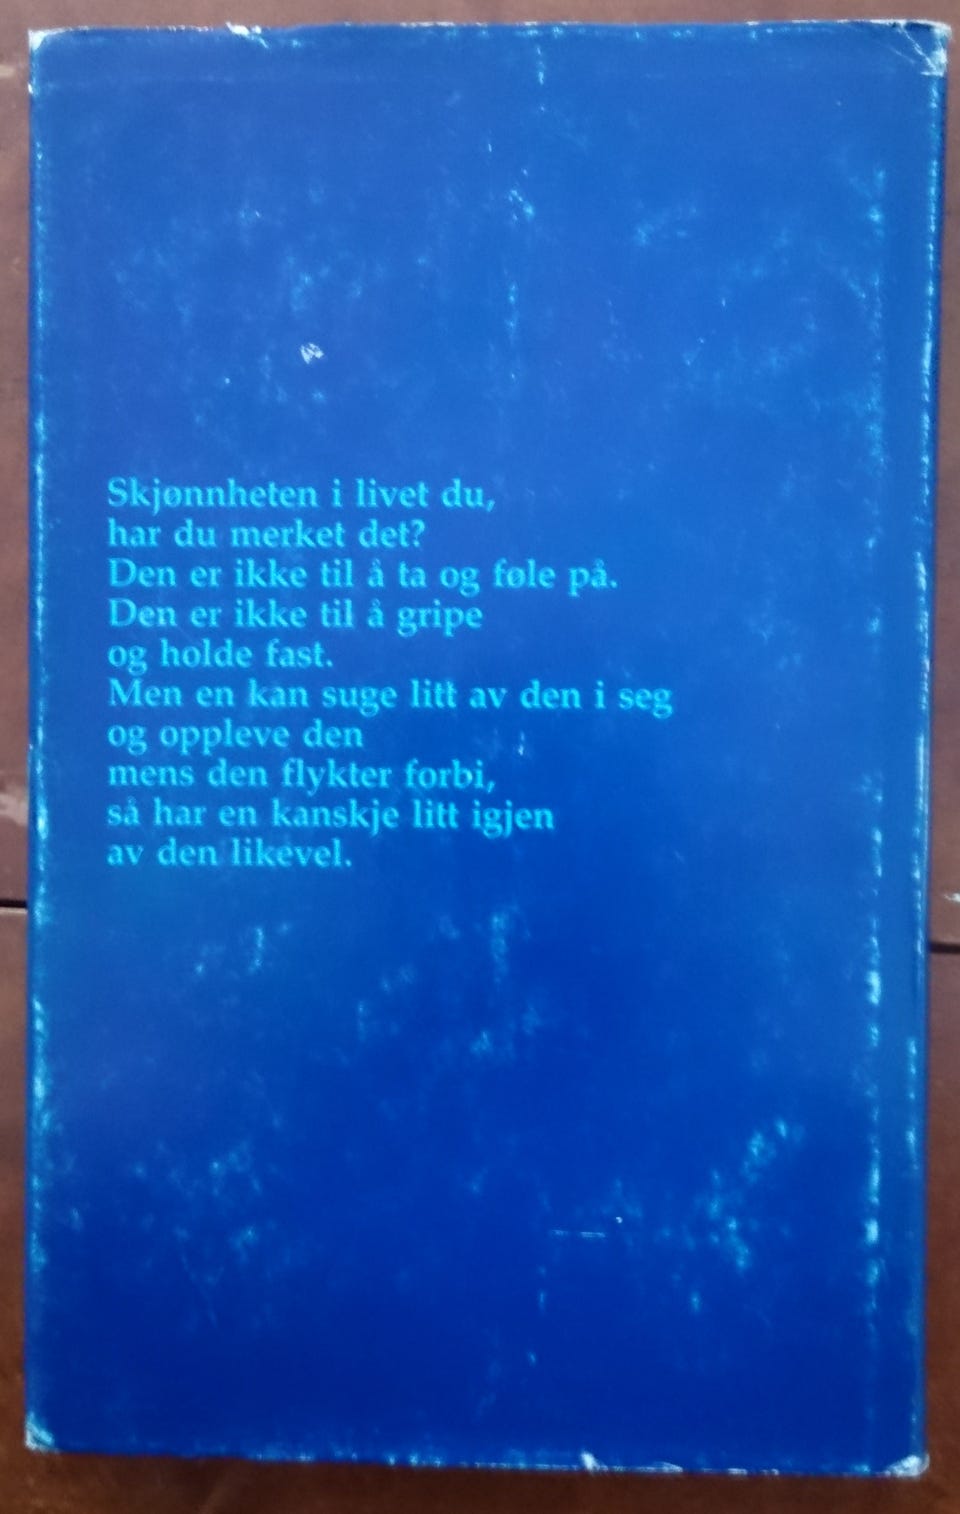 Skjønnheten i livet du,
har du merket det?
Den er ikke til å ta og føle på.
Den er ikke til å gripe
og holde fast.
Men en kan suge litt av den i seg
og oppleve den
mens den flykter forbi,
så har en kanskje litt igjen
av den likevel.